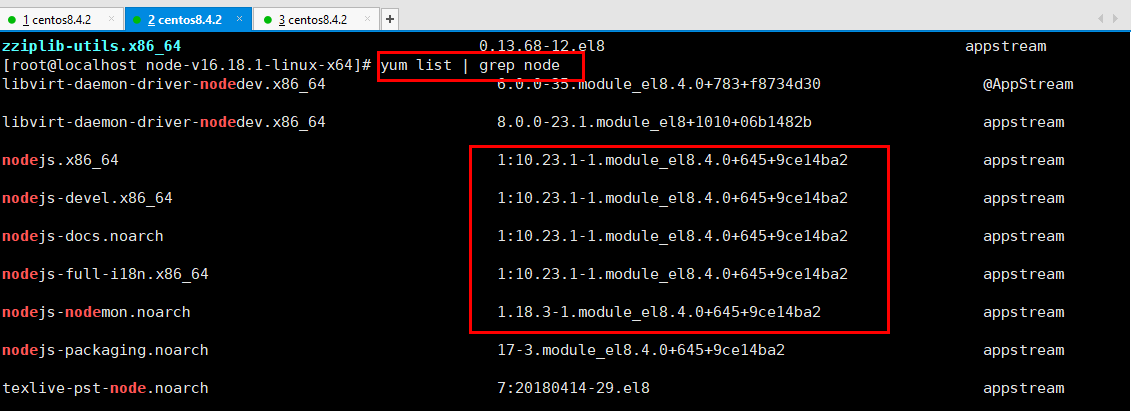 1 centos8.4.2 × 2 centos8.4.2 × 3 centos8.4.2 × +
zziplib-utils.x86_64 0.13.68-12.el8 appstream
[root@localhost node-v16.18.1-linux-x64]# yum list | grep node
libvirt-daemon-driver-nodedev.x86_64 6.0.0-35.module_el8.4.0+783+f8734d30 @AppStream
libvirt-daemon-driver-nodedev.x86_64 8.0.0-23.1.module_el8+1010+06b1482b appstream
nodejs.x86_64 1:10.23.1-1.module_el8.4.0+645+9ce14ba2 appstream
nodejs-devel.x86_64 1:10.23.1-1.module_el8.4.0+645+9ce14ba2 appstream
nodejs-docs.noarch 1:10.23.1-1.module_el8.4.0+645+9ce14ba2 appstream
nodejs-full-i18n.x86_64 1:10.23.1-1.module_el8.4.0+645+9ce14ba2 appstream
nodejs-nodemon.noarch 1.18.3-1.module_el8.4.0+645+9ce14ba2 appstream
nodejs-packaging.noarch 17-3.module_el8.4.0+645+9ce14ba2 appstream
texlive-pst-node.noarch 7:20180414-29.el8 appstream